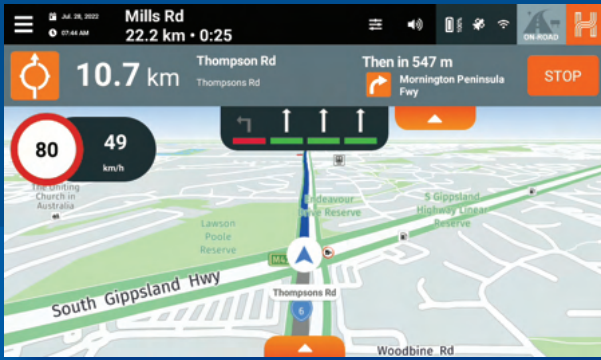 Jul. 28, 2022
07:44 AM
Mills Rd
22.2 km • 0:25
ON-ROAD
10.7 km
Thompson Rd
Thompsons Rd
Then in 547 m
Mornington Peninsula
Fwy
STOP
80
49
km/h
The Uniting
Church in
Australia
Lawson
Poole
Reserve
Endeavour
Drive Reserve
S Gippsland
Highway Linear
Reserve
South Gippsland Hwy
Thompsons Rd
6
Woodbine Rd